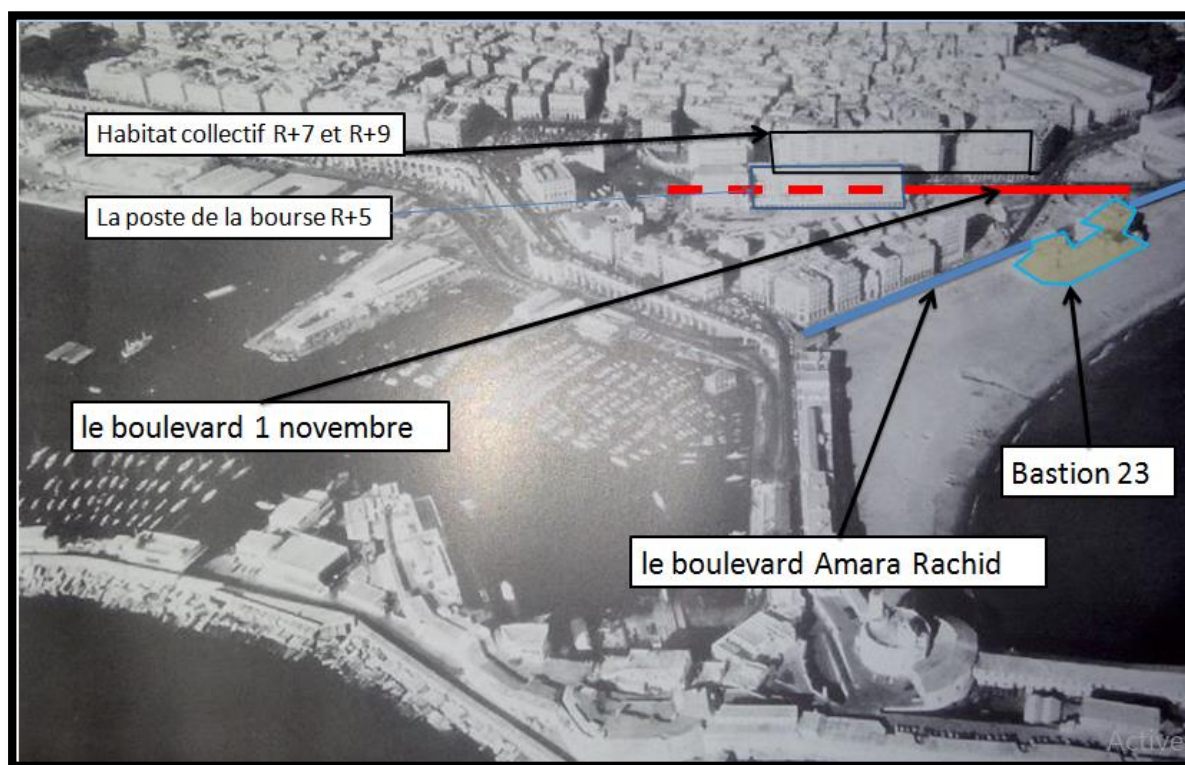 Habitat collectif R+7 et R+9
La poste de la bourse R+5
le boulevard 1 novembre
Bastion 23
le boulevard Amara Rachid
Active